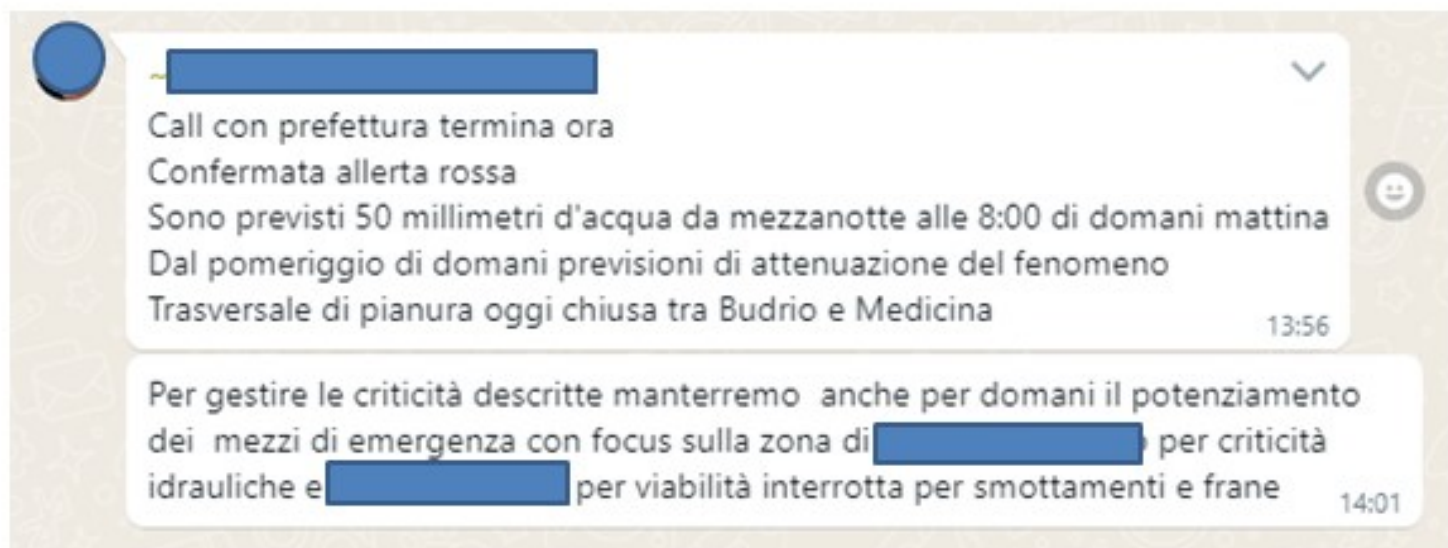 ~
Call con prefettura termina ora
Confermata allerta rossa
Sono previsti 50 millimetri d'acqua da mezzanotte alle 8:00 di domani mattina
Dal pomeriggio di domani previsioni di attenuazione del fenomeno
Trasversale di pianura oggi chiusa tra Budrio e Medicina
13:56
Per gestire le criticità descritte manterremo anche per domani il potenziamento
dei mezzi di emergenza con focus sulla zona di per criticità
idrauliche e per viabilità interrotta per smottamenti e frane
14:01